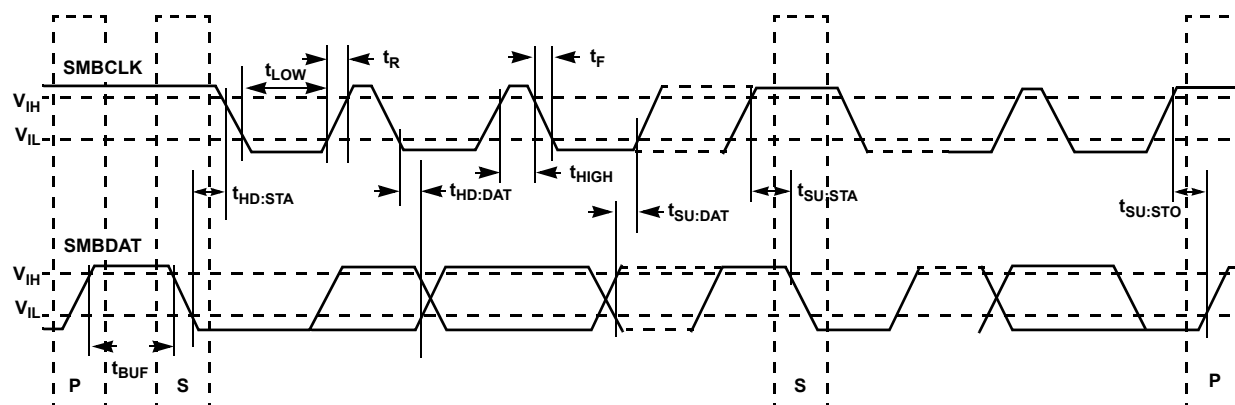 SMBCLK
tLOW
tR
tF
VIH
VIL
tHD:STA
tHD:DAT
tHIGH
tSU:DAT
tSU:STA
tSU:STO
SMBDAT
VIH
VIL
tBUF
P
S
S
P